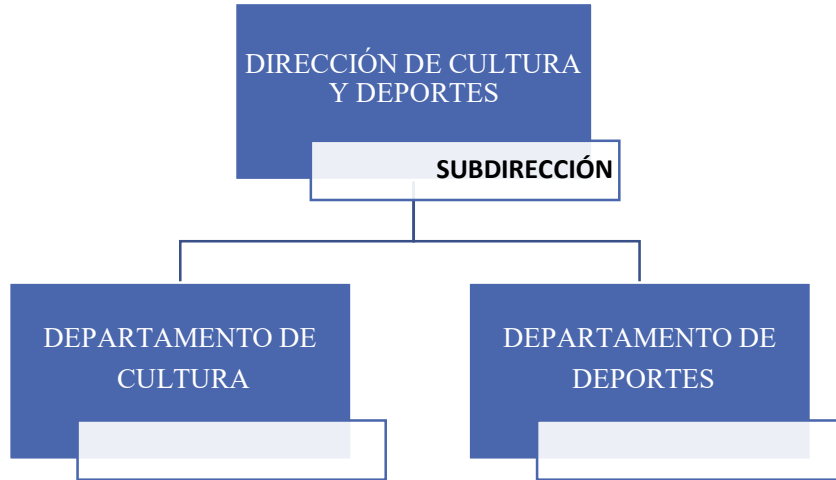 DIRECCIÓN DE CULTURA
Y DEPORTES
SUBDIRECCIÓN
DEPARTAMENTO DE
CULTURA
DEPARTAMENTO DE
DEPORTES